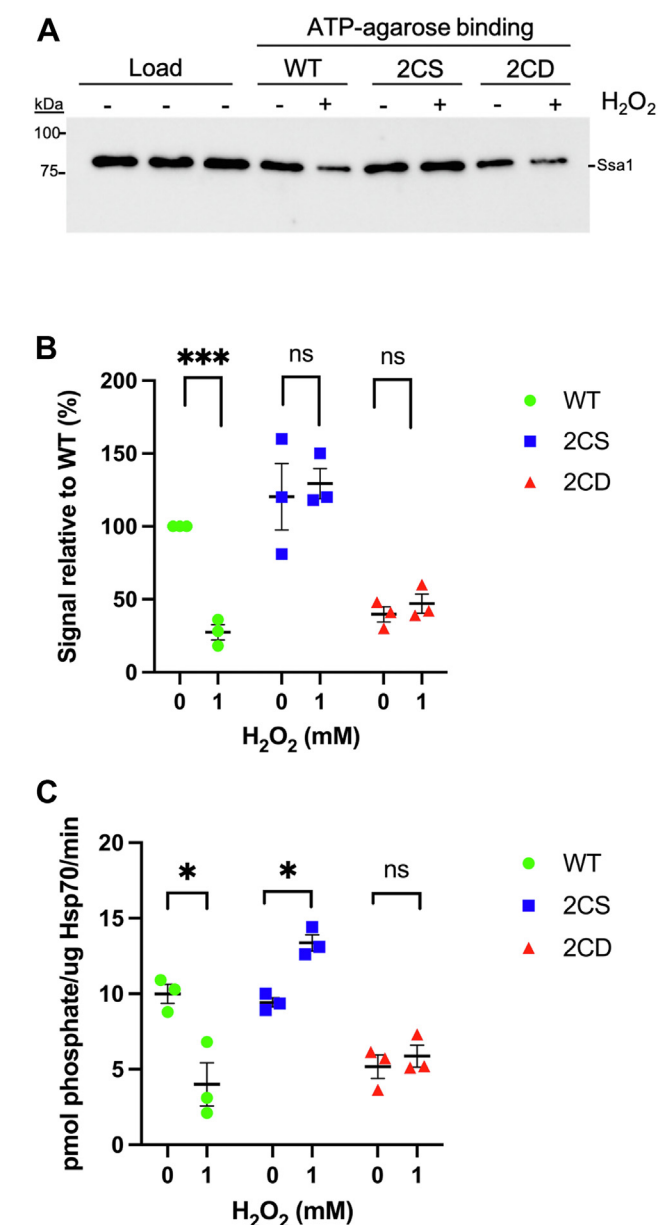 A
ATP-agarose binding
Load WT 2CS 2CD
kDa - - - - + - + - + H₂O₂
100
75
Ssa1
B
*** ns ns
Signal relative to WT (%)
200
150
100
50
0
0 1 0 1 0 1
H₂O₂ (mM)
WT
2CS
2CD
C
* * ns
pmol phosphate/ug Hsp70/min
20
15
10
5
0
0 1 0 1 0 1
H₂O₂ (mM)
WT
2CS
2CD